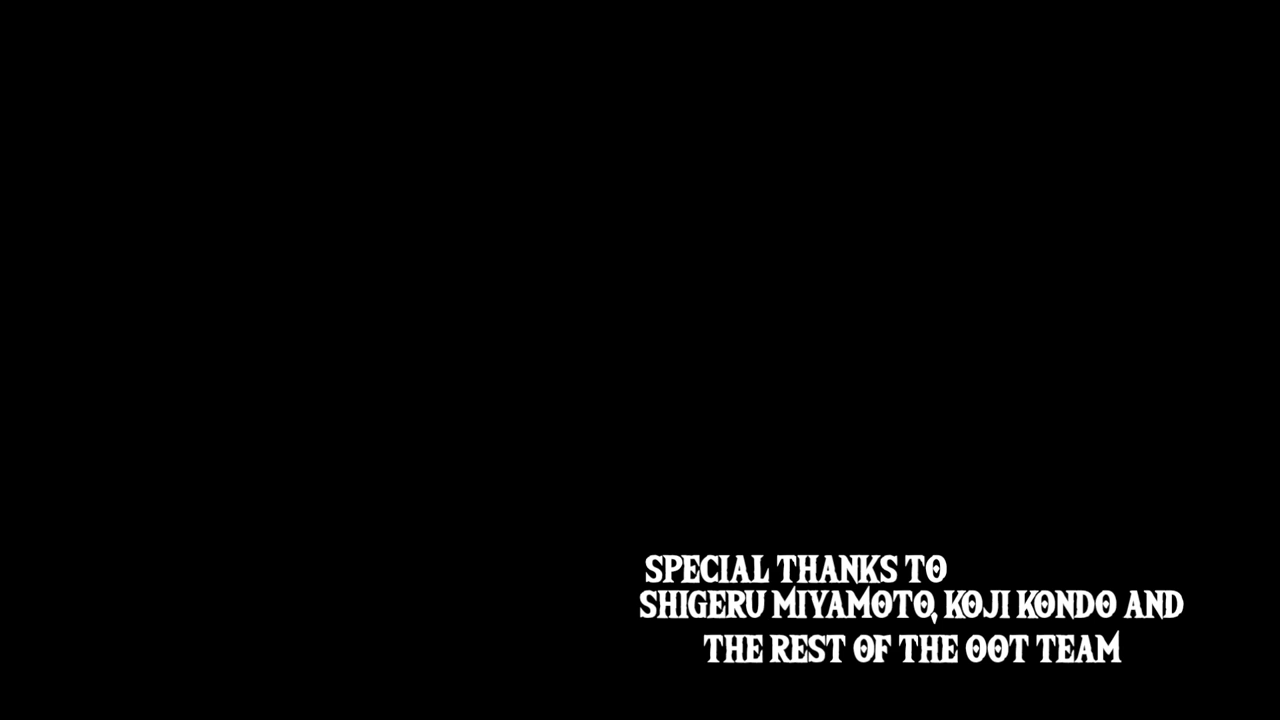 SPECIAL THANKS TO
SHIGERU MIYAMOTO, KOJI KONDO AND
THE REST OF THE OOT TEAM